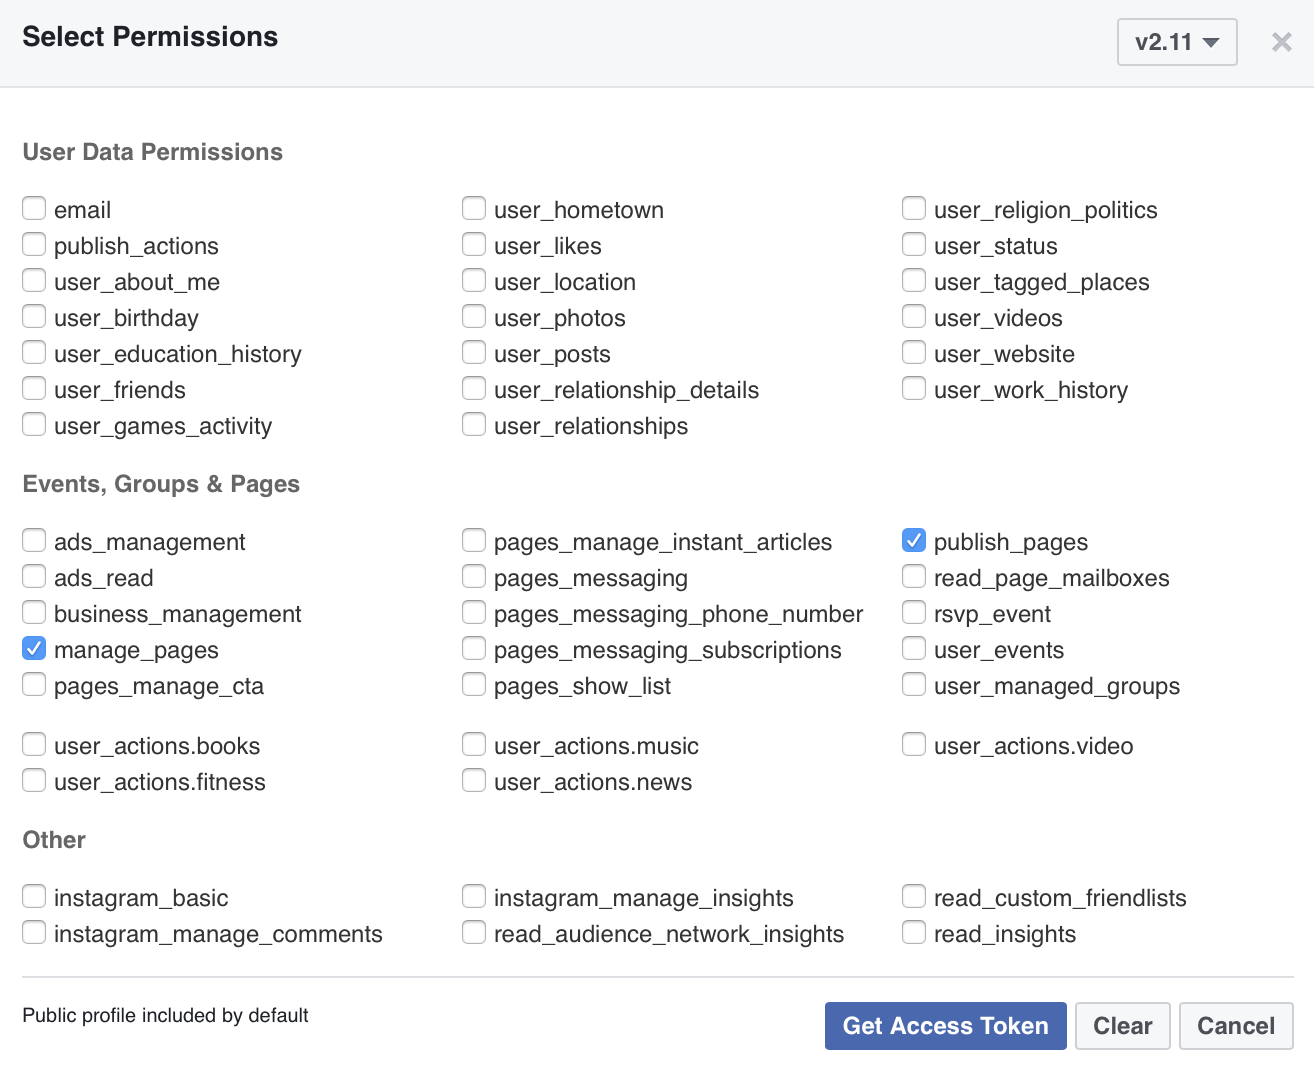 Select Permissions
v2.11
User Data Permissions
email
publish_actions
user_about_me
user_birthday
user_education_history
user_friends
user_games_activity
user_hometown
user_likes
user_location
user_photos
user_posts
user_relationship_details
user_relationships
user_religion_politics
user_status
user_tagged_places
user_videos
user_website
user_work_history
Events, Groups & Pages
ads_management
ads_read
business_management
manage_pages
pages_manage_cta
pages_manage_instant_articles
pages_messaging
pages_messaging_phone_number
pages_messaging_subscriptions
pages_show_list
publish_pages
read_page_mailboxes
rsvp_event
user_events
user_managed_groups
user_actions.books
user_actions.fitness
user_actions.music
user_actions.news
user_actions.video
Other
instagram_basic
instagram_manage_comments
instagram_manage_insights
read_audience_network_insights
read_custom_friendlists
read_insights
Public profile included by default
Get Access Token
Clear
Cancel